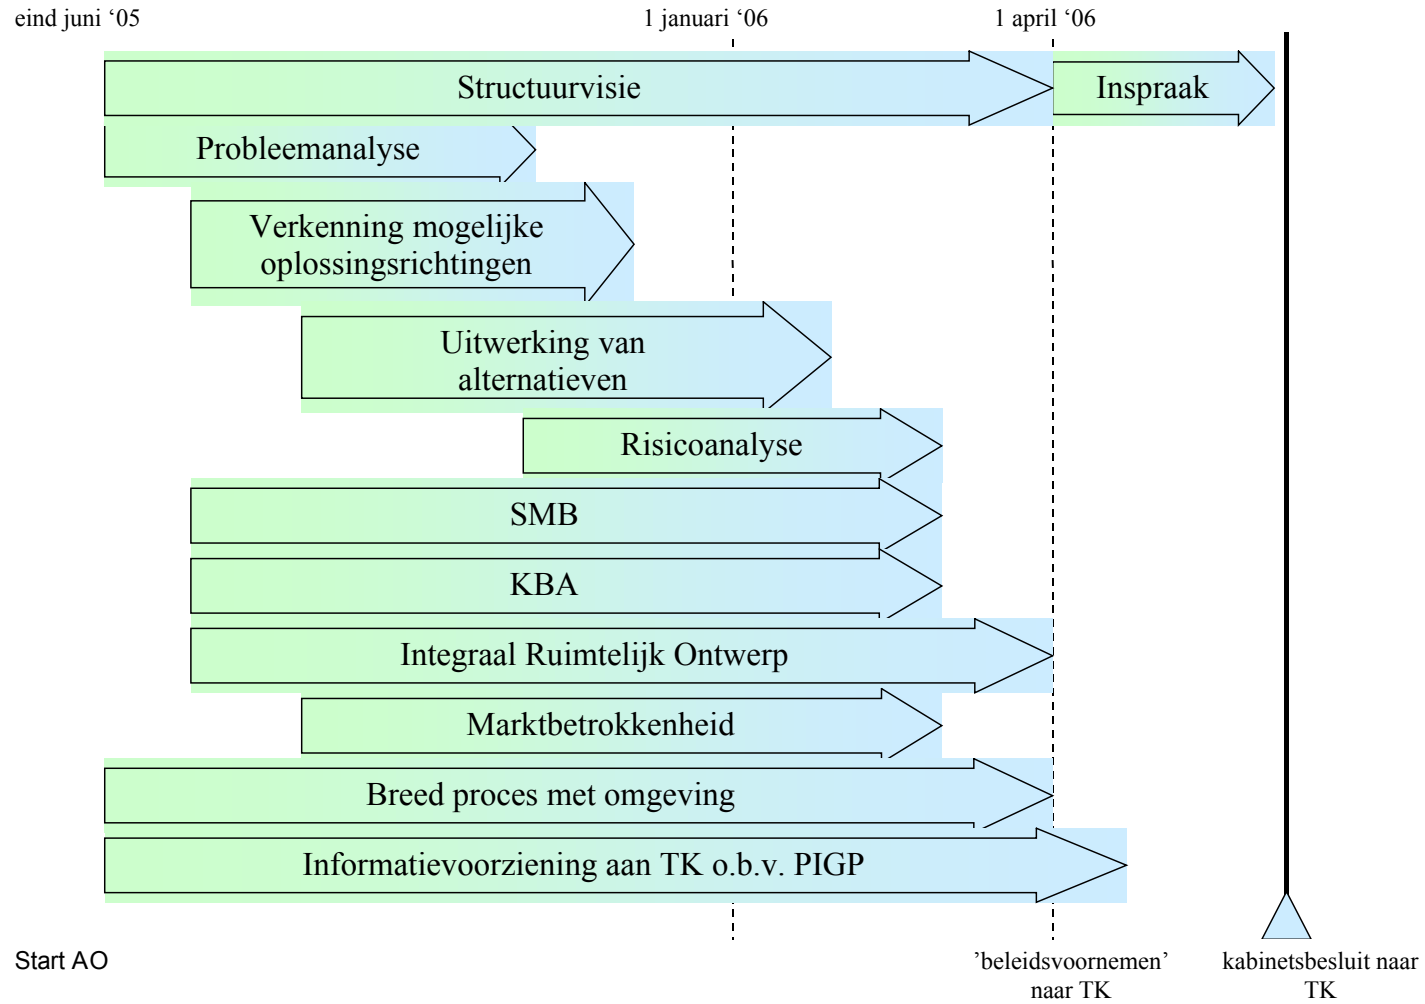 eind juni ‘05
1 januari ‘06
1 april ‘06
Structuurvisie
Inspraak
Probleemanalyse
Verkenning mogelijke
oplossingsrichtingen
Uitwerking van
alternatieven
Risicoanalyse
SMB
KBA
Integraal Ruimtelijk Ontwerp
Marktbetrokkenheid
Breed proces met omgeving
Informatievoorziening aan TK o.b.v. PIGP
Start AO
’beleidsvoornemen’
naar TK
kabinetsbesluit naar
TK